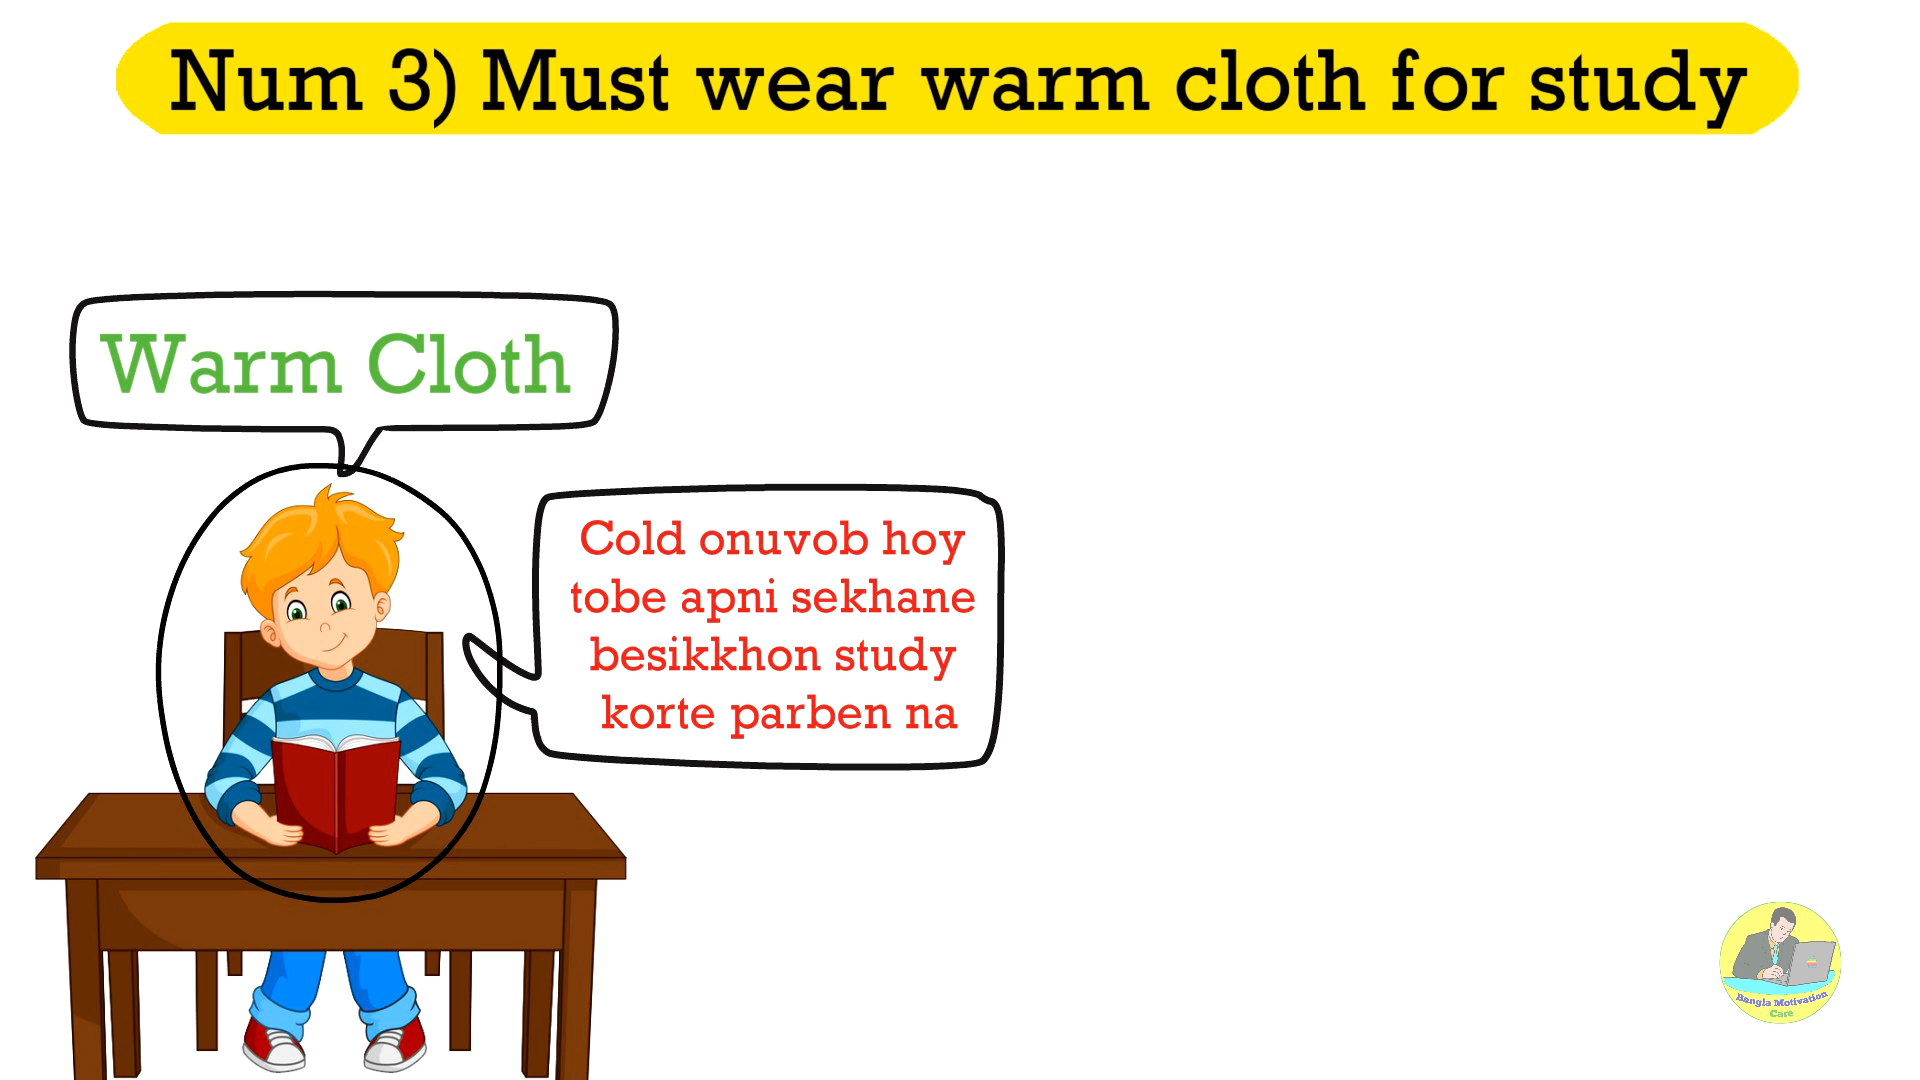 Num 3) Must wear warm cloth for study
Warm Cloth
Cold onuvob hoy
tobe apni sekhane
besikkhon study
korte parben na
Bangla Motivation
Care